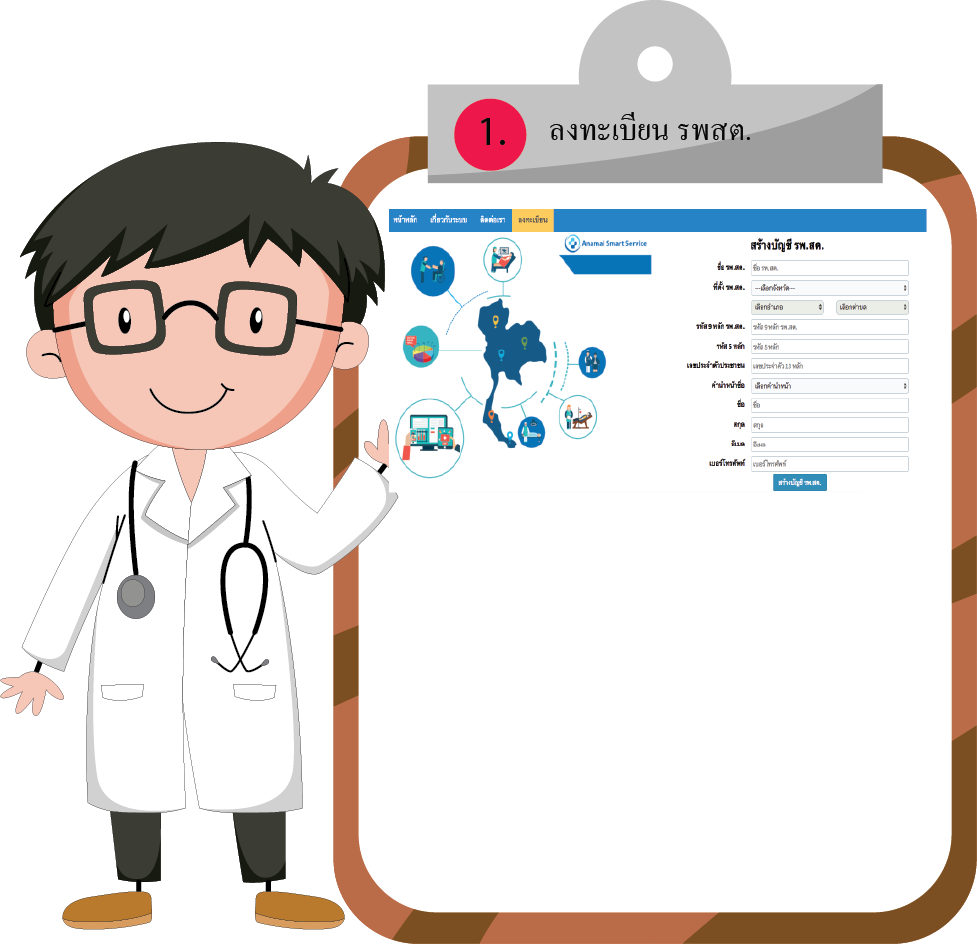 1. ลงทะเบียน รพสต.
หน้าหลัก เกี่ยวกับระบบ ติดต่อเรา ลงทะเบียน
Anamai Smart Service
สร้างบัญชี รพ.สต.
ชื่อ รพ.สต. ชื่อ รพ.สต.
ที่ตั้ง รพ.สต. ---เลือกจังหวัด---
เลือกอำเภอ เลือกตำบล
รหัส 9 หลัก รพ.สต. รหัส 9 หลัก รพ.สต.
รหัส 5 หลัก รหัส 5 หลัก
เลขประจำตัวประชาชน เลขประจำตัว 13 หลัก
คำนำหน้าชื่อ เลือกคำนำหน้า
ชื่อ ชื่อ
สกุล สกุล
อีเมล อีเมล
เบอร์โทรศัพท์ เบอร์โทรศัพท์
สร้างบัญชี รพ.สต.